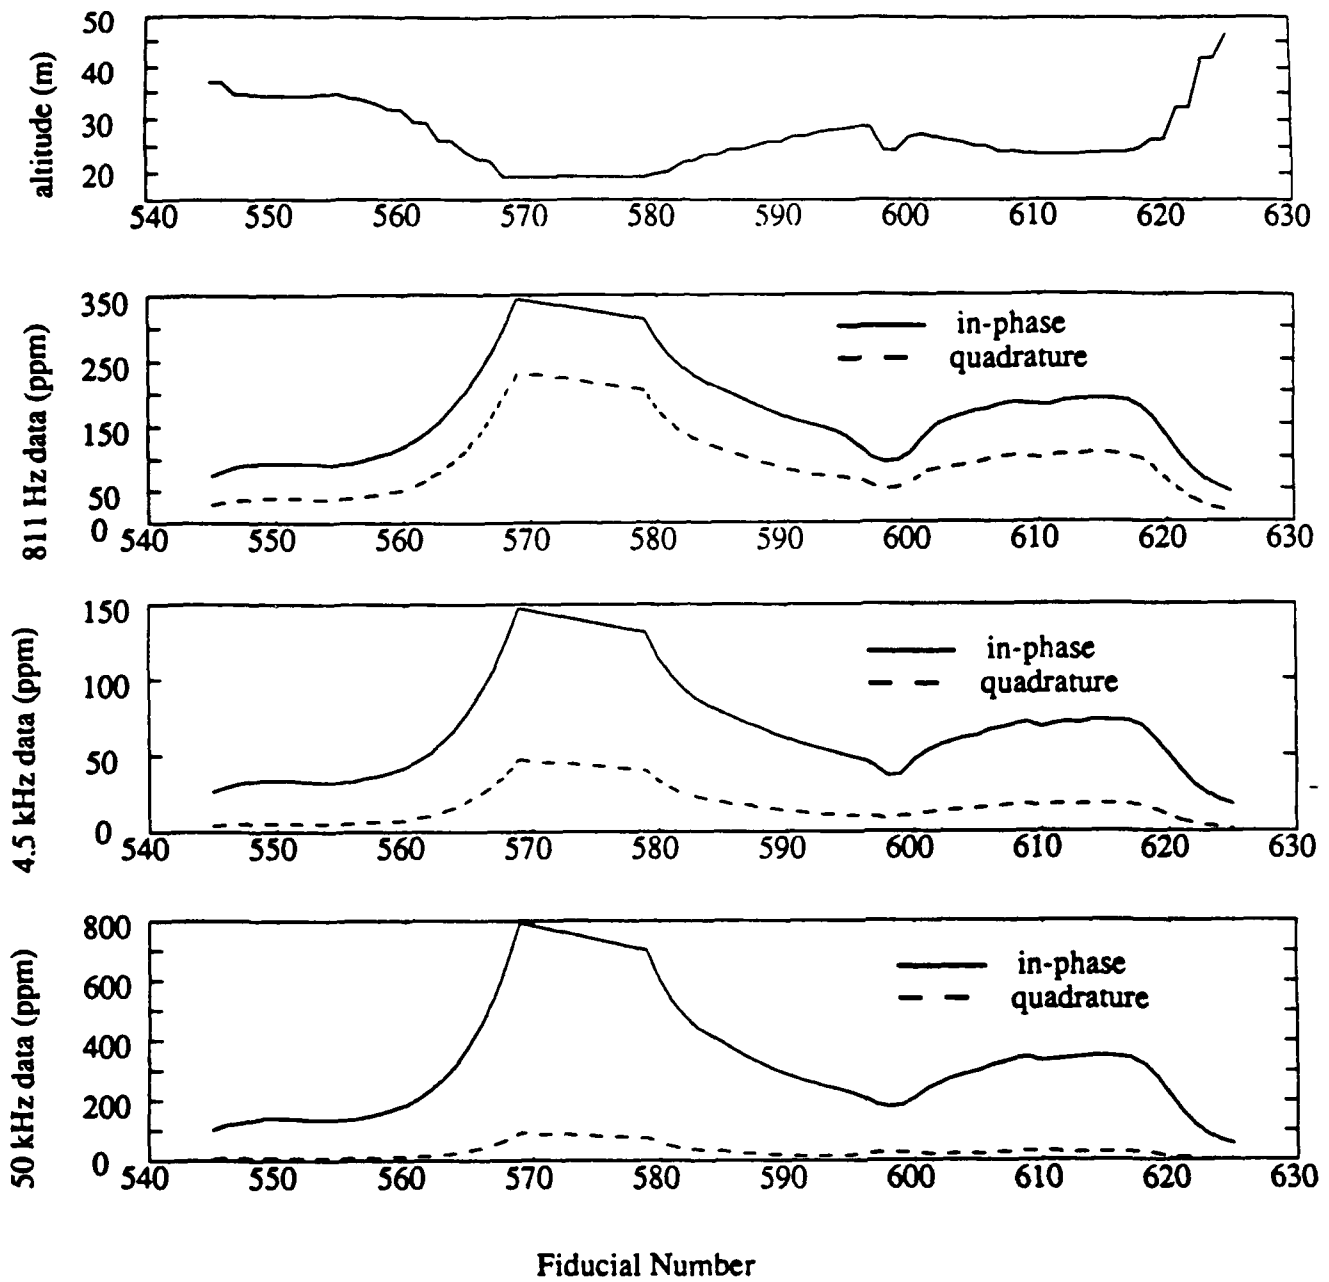 altitude (m)
50
40
30
20
540 550 560 570 580 590 600 610 620 630
811 Hz data (ppm)
350
250
150
50
0
in-phase
quadrature
540 550 560 570 580 590 600 610 620 630
4.5 kHz data (ppm)
150
100
50
0
in-phase
quadrature
540 550 560 570 580 590 600 610 620 630
50 kHz data (ppm)
800
600
400
200
0
in-phase
quadrature
540 550 560 570 580 590 600 610 620 630
Fiducial Number